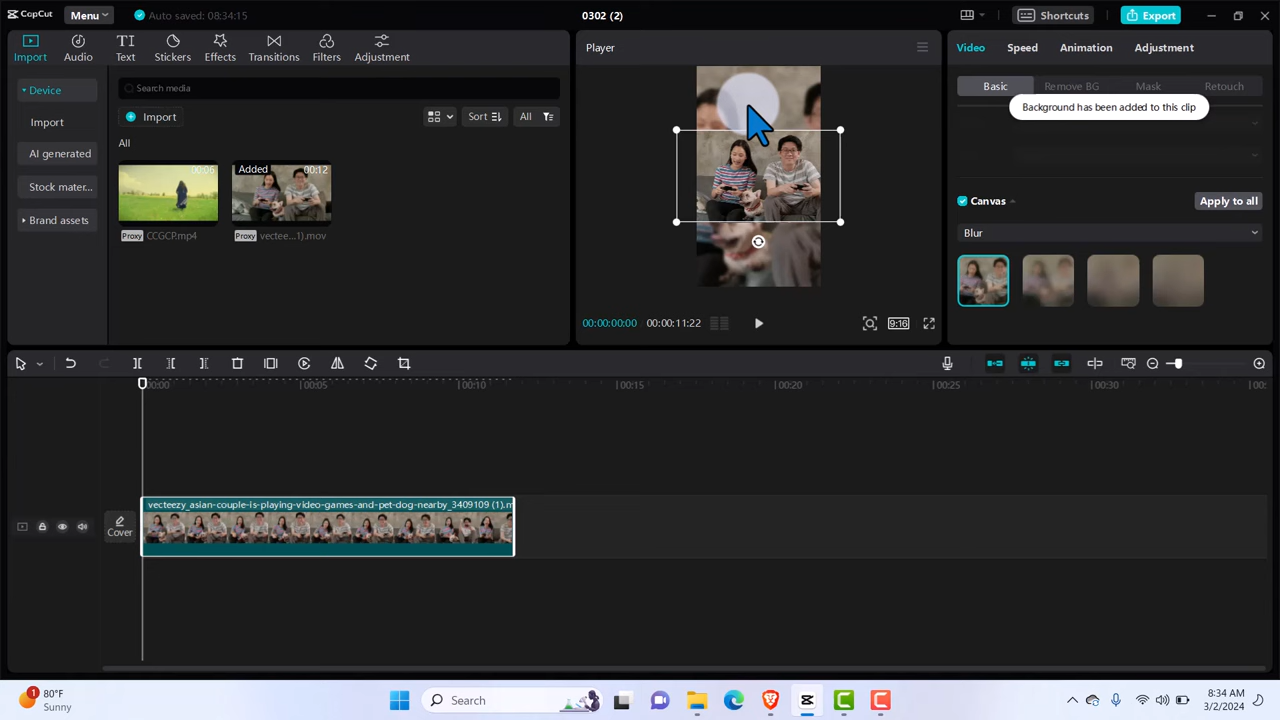 CapCut
Menu
Auto saved: 08:34:15
0302 (2)
Shortcuts
Export
Import
Audio
Text
Stickers
Effects
Transitions
Filters
Adjustment
Device
Import
AI generated
Stock mater...
Brand assets
Search media
Import
Sort
All
All
00:06
CCGCP.mp4
Proxy
Added
00:12
Proxy
vectee...1).mov
Player
00:00:00:00
00:00:11:22
9:16
Video
Speed
Animation
Adjustment
Basic
Remove BG
Mask
Retouch
Background has been added to this clip
Canvas
Apply to all
Blur
00:00
00:05
00:10
00:15
00:20
00:25
00:30
00:
Cover
vecteezy_asian-couple-is-playing-video-games-and-pet-dog-nearby_3409109 (1).m
1
80°F
Sunny
Search
8:34 AM
3/2/2024